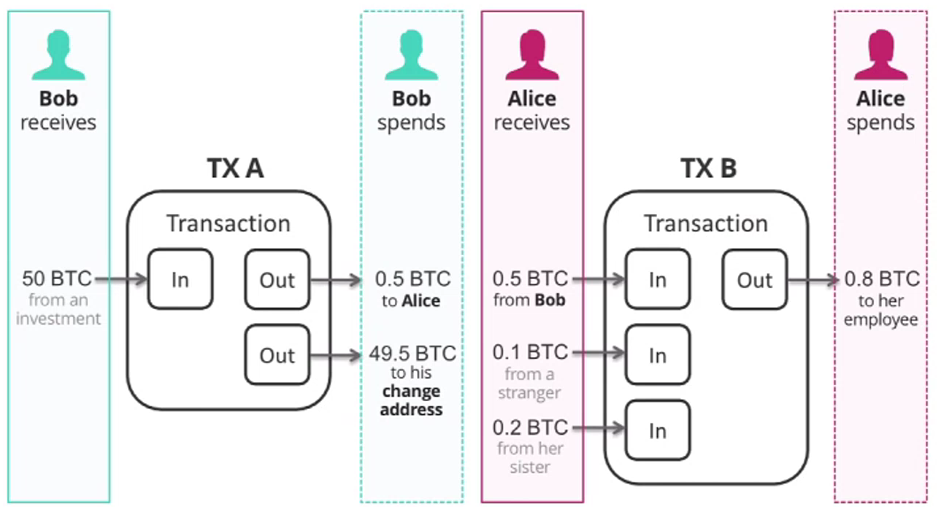 Bob
receives
Bob
spends
Alice
receives
Alice
spends
TX A
Transaction
50 BTC
from an
investment
In
Out
0.5 BTC
to Alice
Out
49.5 BTC
to his
change
address
TX B
Transaction
0.5 BTC
from Bob
In
Out
0.8 BTC
to her
employee
0.1 BTC
from a
stranger
In
0.2 BTC
from her
sister
In